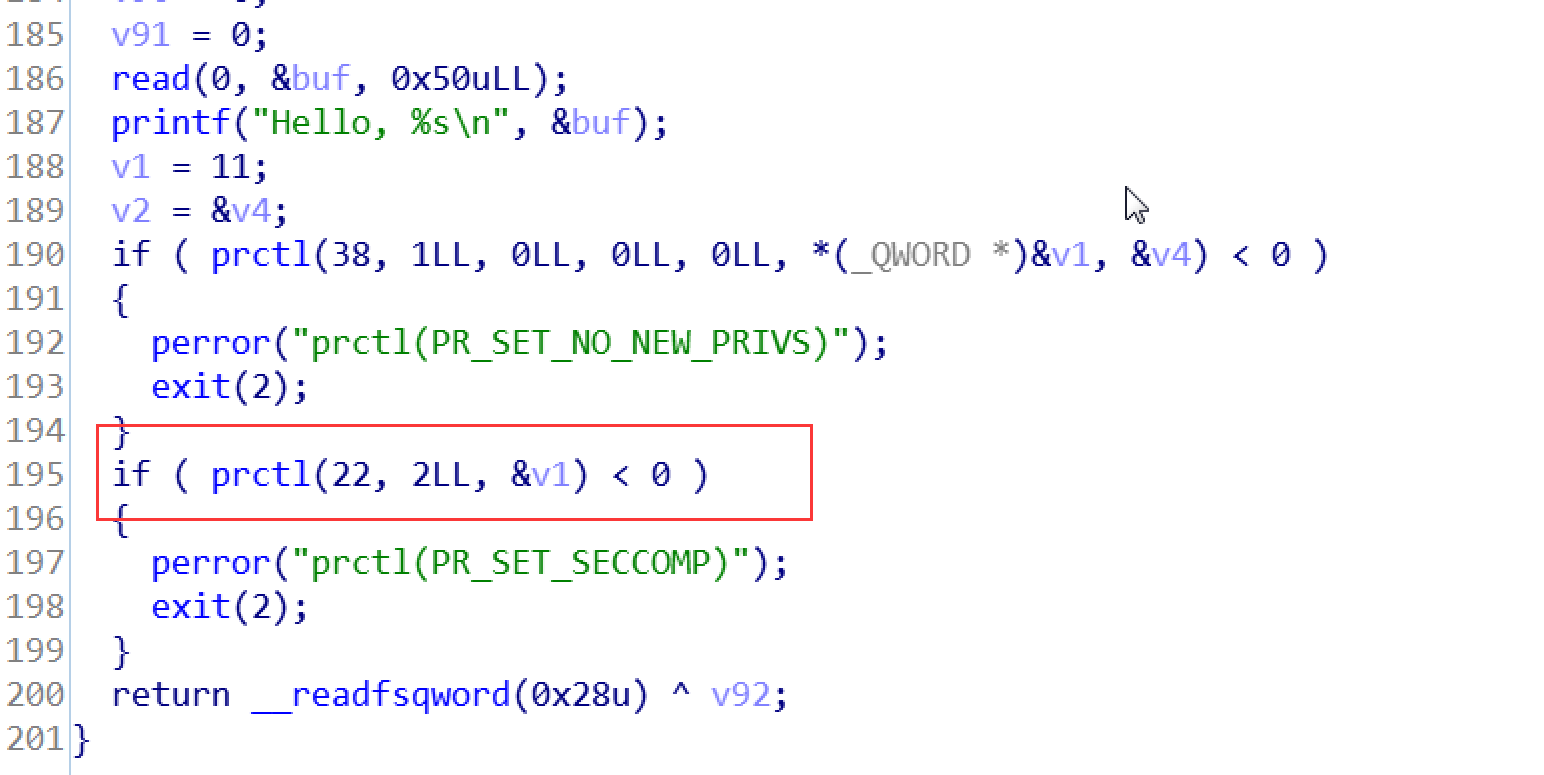 185 v91 = 0;
186 read(0, &buf, 0x50uLL);
187 printf("Hello, %s\n", &buf);
188 v1 = 11;
189 v2 = &v4;
190 if ( prctl(38, 1LL, 0LL, 0LL, 0LL, *(_QWORD *)&v1, &v4) < 0 )
191 {
192 perror("prctl(PR_SET_NO_NEW_PRIVS)");
193 exit(2);
194 }
195 if ( prctl(22, 2LL, &v1) < 0 )
196 {
197 perror("prctl(PR_SET_SECCOMP)");
198 exit(2);
199 }
200 return __readfsqword(0x28u) ^ v92;
201 }